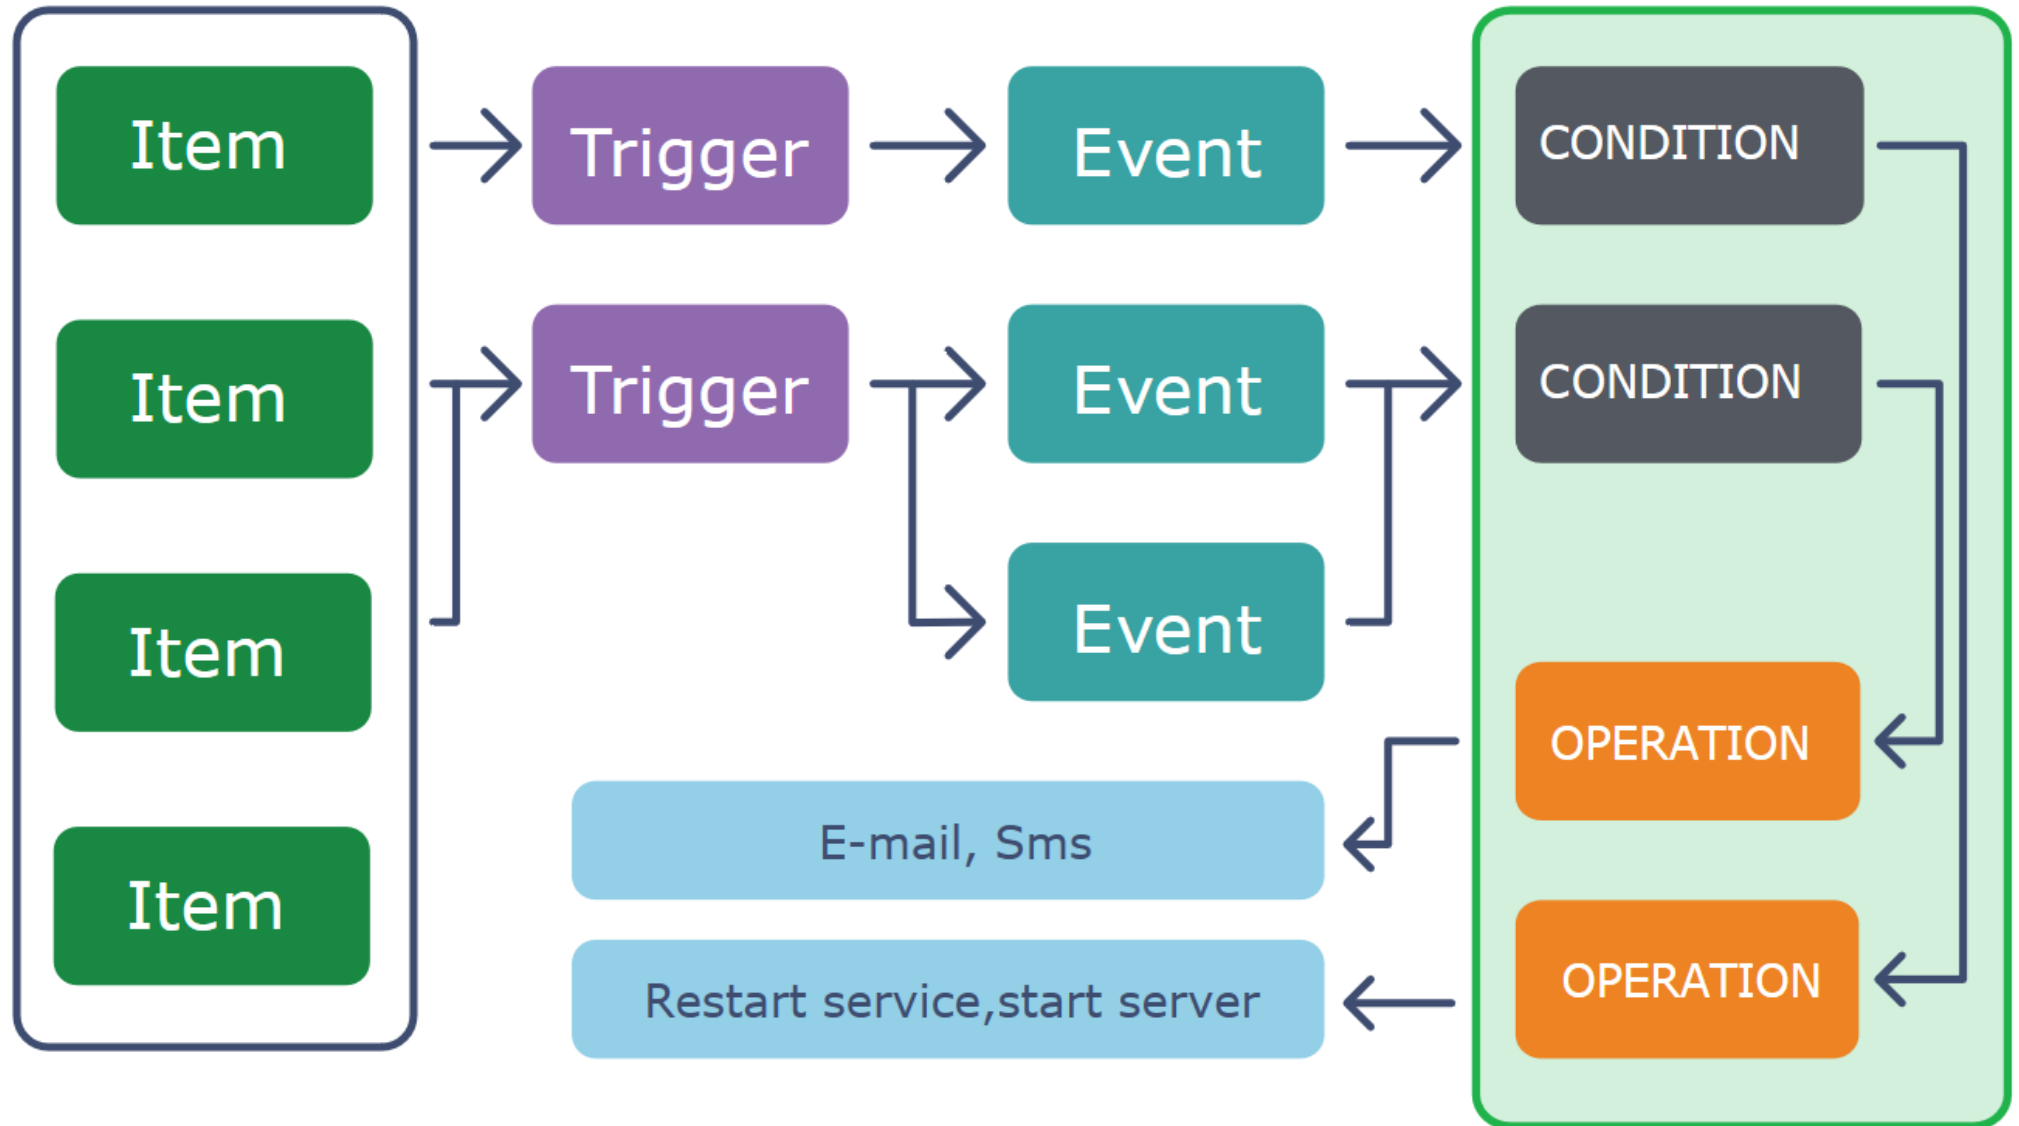 Item
Trigger
Event
CONDITION
Item
Trigger
Event
CONDITION
Item
Event
OPERATION
E-mail, Sms
Item
OPERATION
Restart service,start server